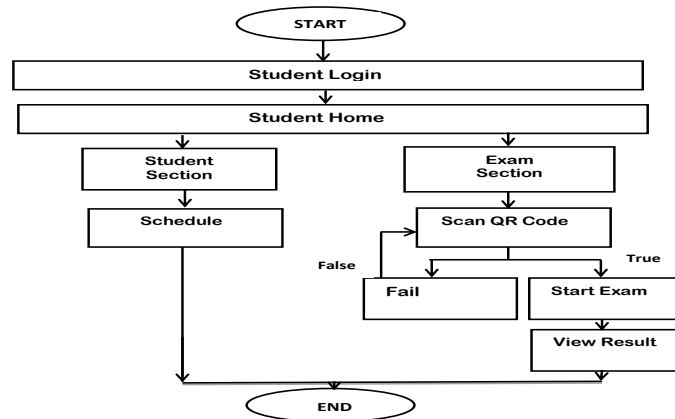 START
Student Login
Student Home
Student
Section
Exam
Section
Schedule
Scan QR Code
False
True
Fail
Start Exam
View Result
END